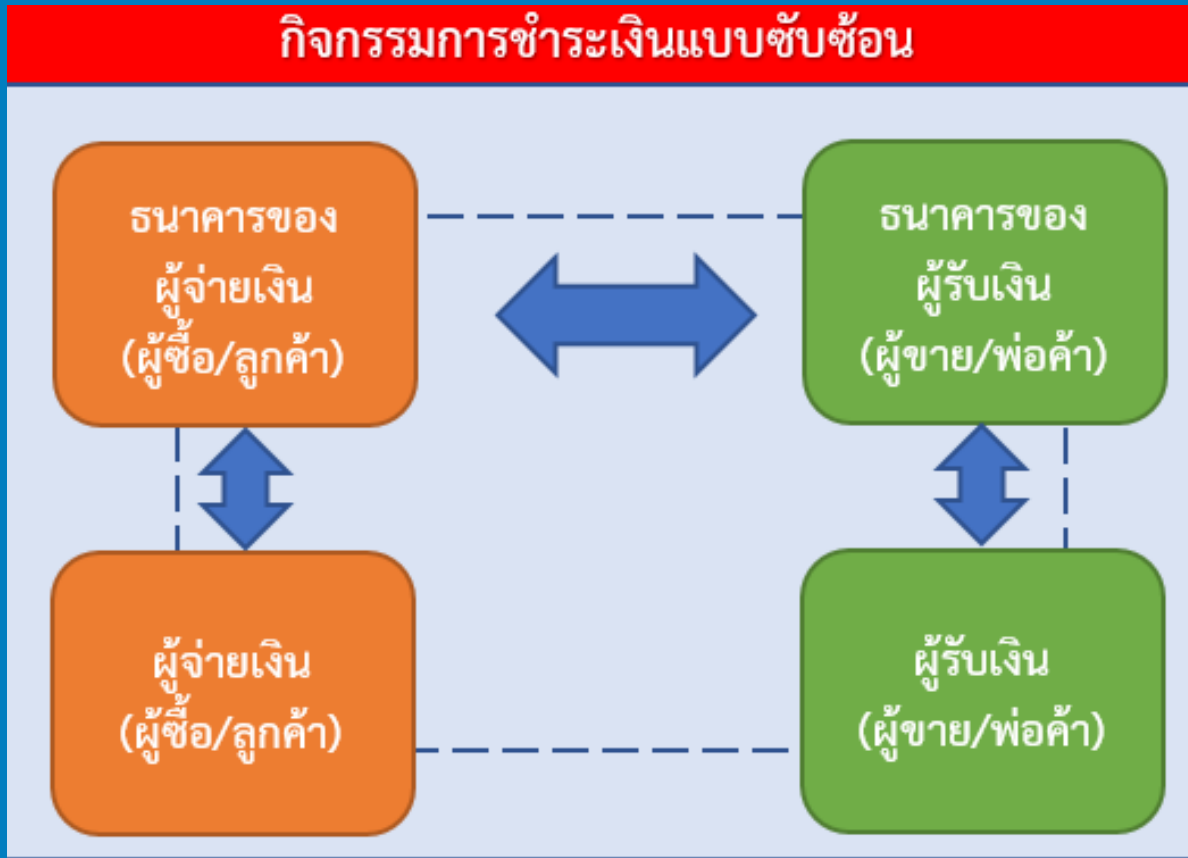 กิจกรรมการชำระเงินแบบซับซ้อน
ธนาคารของ
ผู้จ่ายเงิน
(ผู้ซื้อ/ลูกค้า)
ธนาคารของ
ผู้รับเงิน
(ผู้ขาย/พ่อค้า)
ผู้จ่ายเงิน
(ผู้ซื้อ/ลูกค้า)
ผู้รับเงิน
(ผู้ขาย/พ่อค้า)